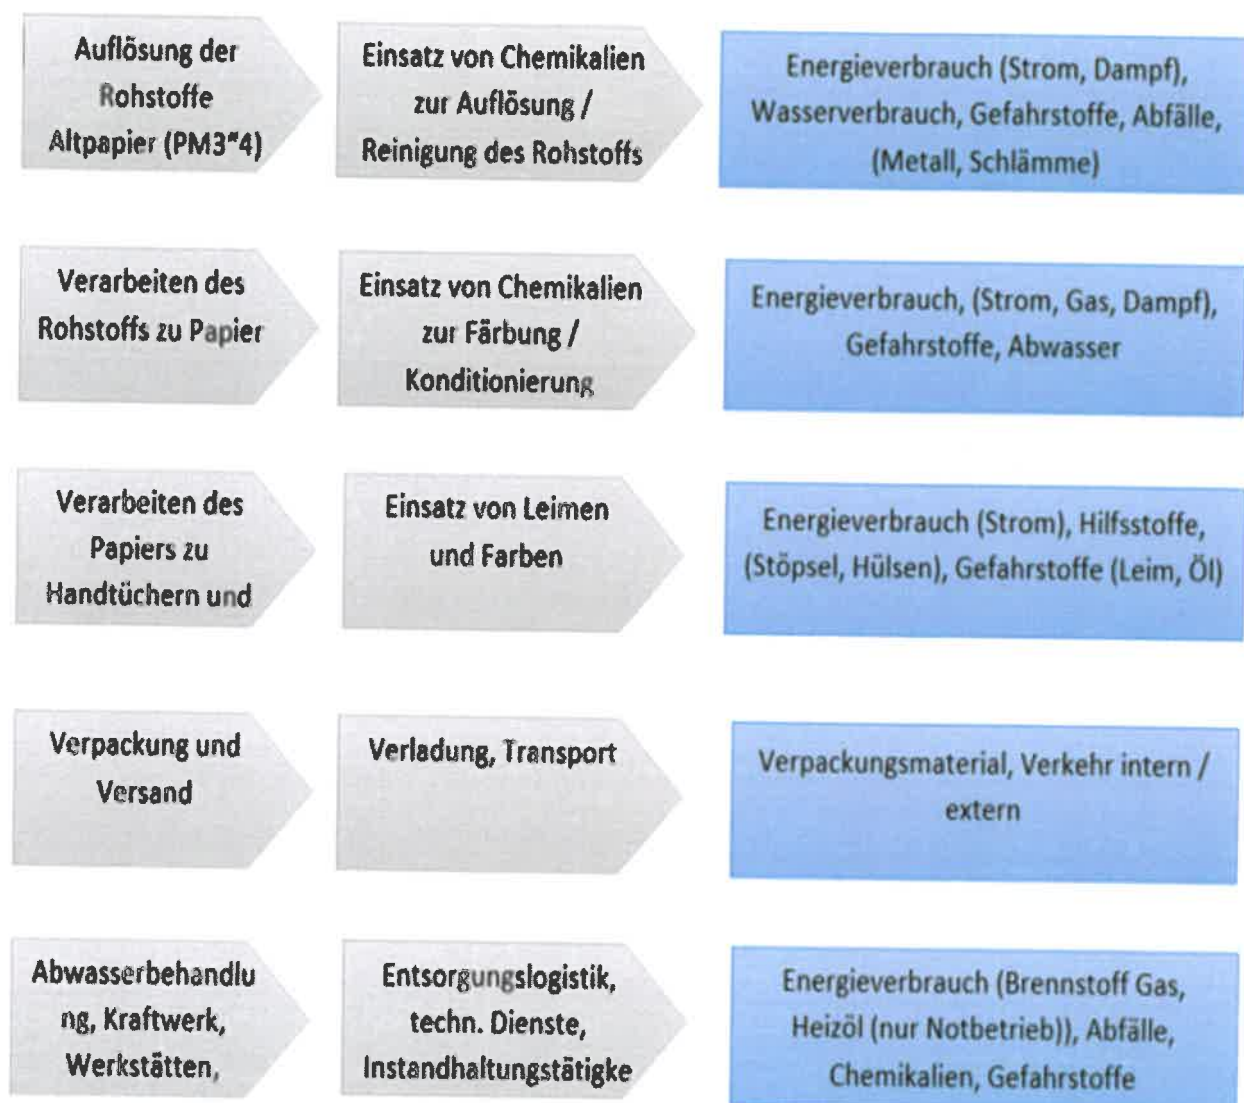 Auflösung der
Rohstoffe
Altpapier (PM3"4)
Einsatz von Chemikalien
zur Auflösung /
Reinigung des Rohstoffs
Energieverbrauch (Strom, Dampf),
Wasserverbrauch, Gefahrstoffe, Abfälle,
(Metall, Schlämme)
Verarbeiten des
Rohstoffs zu Papier
Einsatz von Chemikalien
zur Färbung /
Konditionierung
Energieverbrauch, (Strom, Gas, Dampf),
Gefahrstoffe, Abwasser
Verarbeiten des
Papiers zu
Handtüchern und
Einsatz von Leimen
und Farben
Energieverbrauch (Strom), Hilfsstoffe,
(Stöpsel, Hülsen), Gefahrstoffe (Leim, Öl)
Verpackung und
Versand
Verladung, Transport
Verpackungsmaterial, Verkehr intern /
extern
Abwasserbehandlu
ng, Kraftwerk,
Werkstätten,
Entsorgungslogistik,
techn. Dienste,
Instandhaltungstätigke
Energieverbrauch (Brennstoff Gas,
Heizöl (nur Notbetrieb)), Abfälle,
Chemikalien, Gefahrstoffe